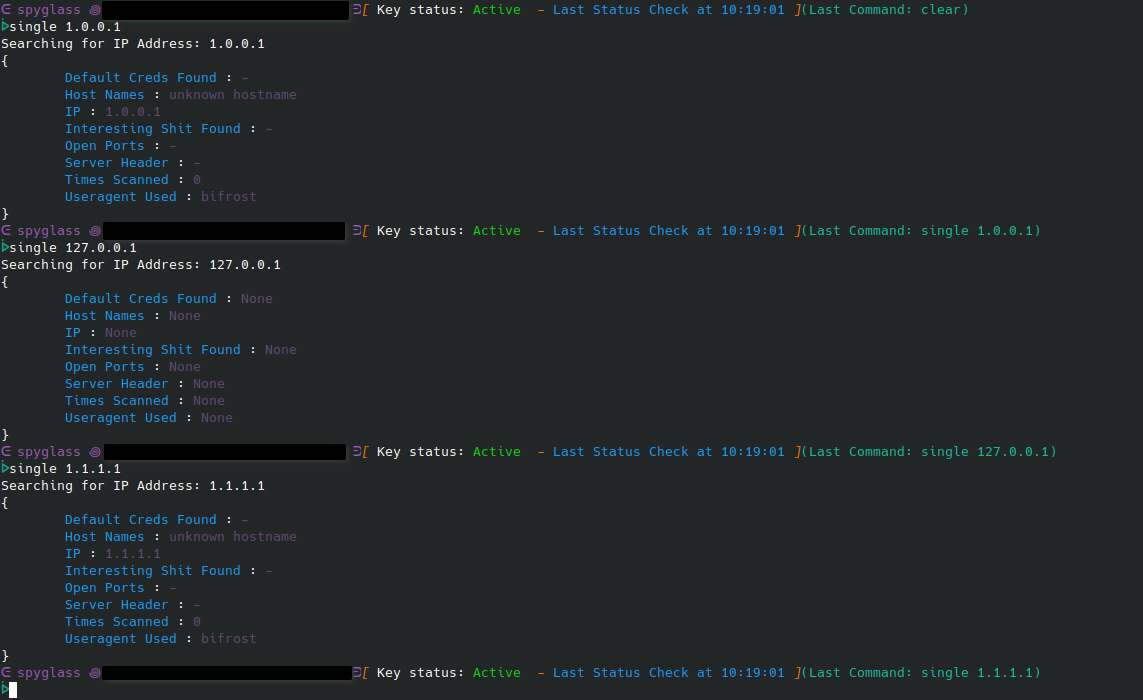 ∈ spyglass @ ∋[ Key status: Active – Last Status Check at 10:19:01 ](Last Command: clear)
⊳single 1.0.0.1
Searching for IP Address: 1.0.0.1
{
Default Creds Found : –
Host Names : unknown hostname
IP : 1.0.0.1
Interesting Shit Found : –
Open Ports : –
Server Header : –
Times Scanned : 0
Useragent Used : bifrost
}
∈ spyglass @ ∋[ Key status: Active – Last Status Check at 10:19:01 ](Last Command: single 1.0.0.1)
⊳single 127.0.0.1
Searching for IP Address: 127.0.0.1
{
Default Creds Found : None
Host Names : None
IP : None
Interesting Shit Found : None
Open Ports : None
Server Header : None
Times Scanned : None
Useragent Used : None
}
∈ spyglass @ ∋[ Key status: Active – Last Status Check at 10:19:01 ](Last Command: single 127.0.0.1)
⊳single 1.1.1.1
Searching for IP Address: 1.1.1.1
{
Default Creds Found : –
Host Names : unknown hostname
IP : 1.1.1.1
Interesting Shit Found : –
Open Ports : –
Server Header : –
Times Scanned : 0
Useragent Used : bifrost
}
∈ spyglass @ ∋[ Key status: Active – Last Status Check at 10:19:01 ](Last Command: single 1.1.1.1)
⊳